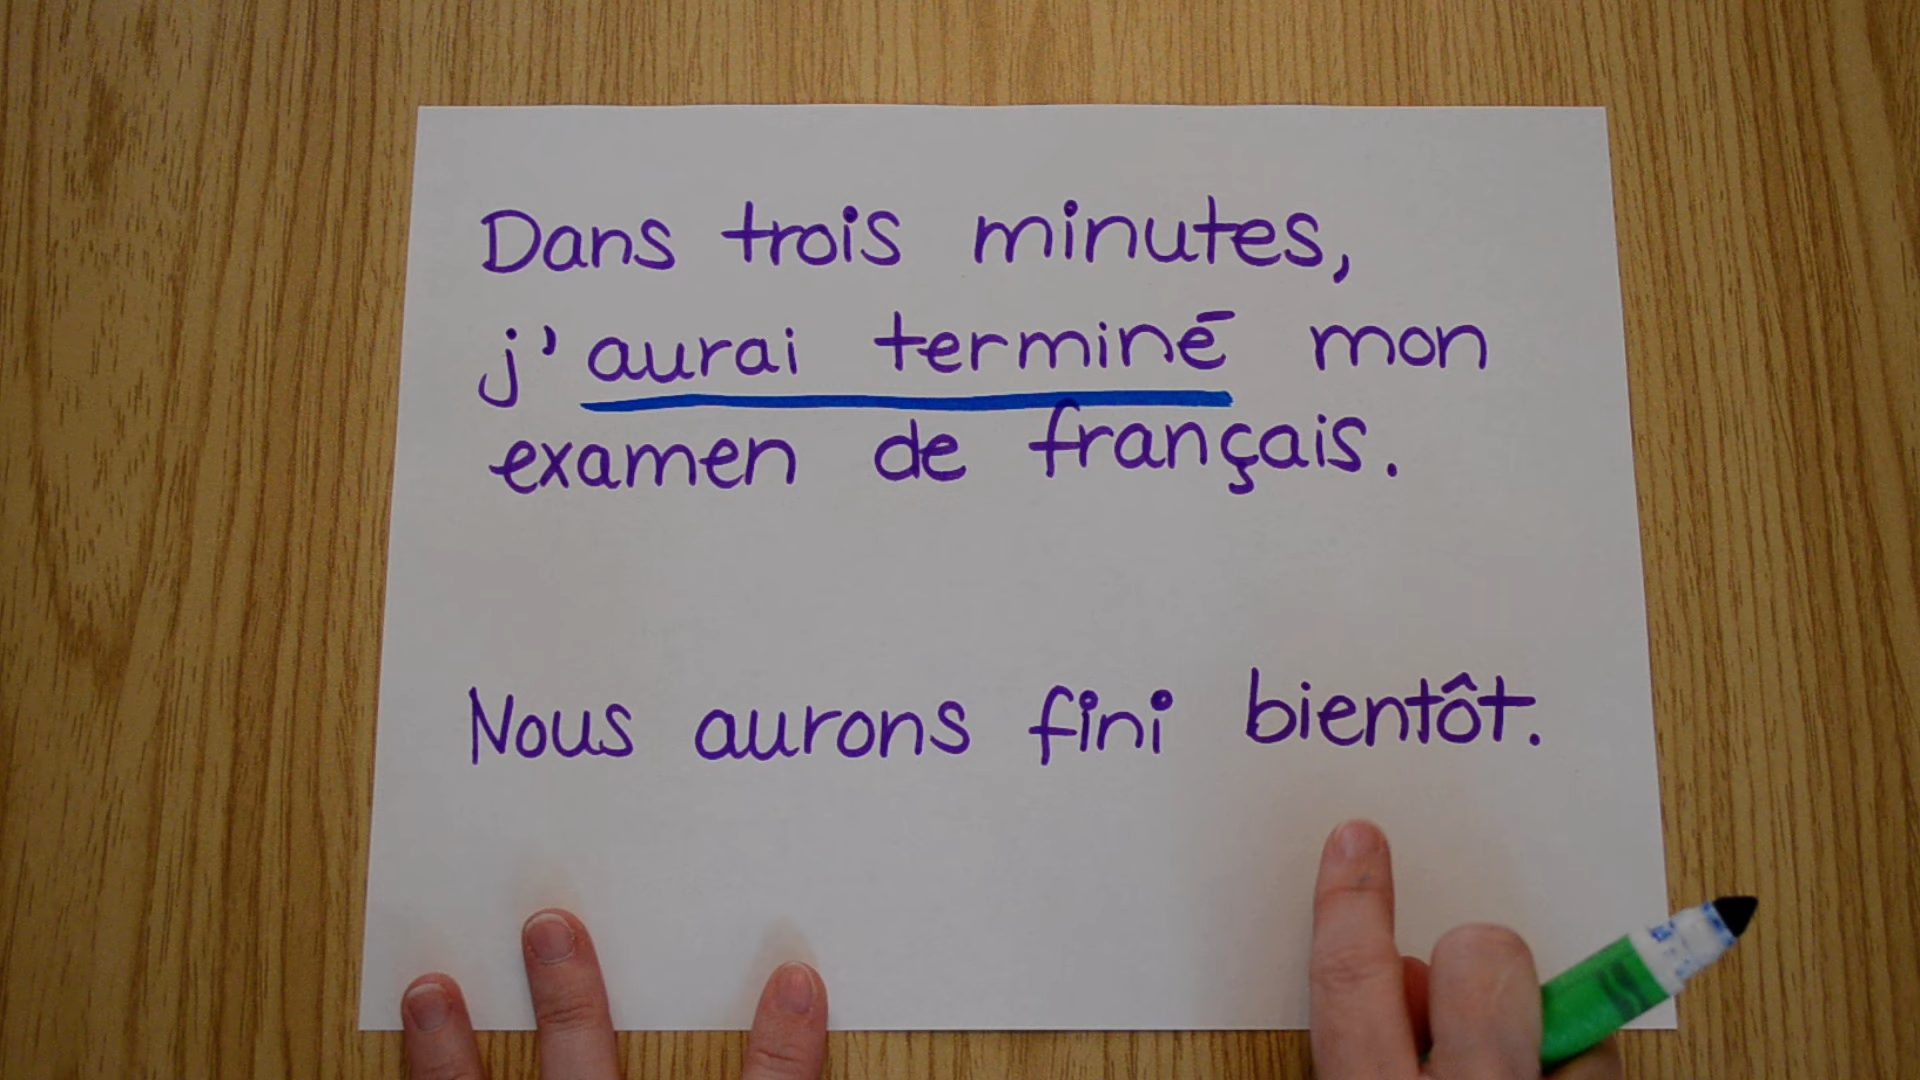 Dans trois minutes,
j'aurai terminé mon
examen de français.
Nous aurons fini bientôt.